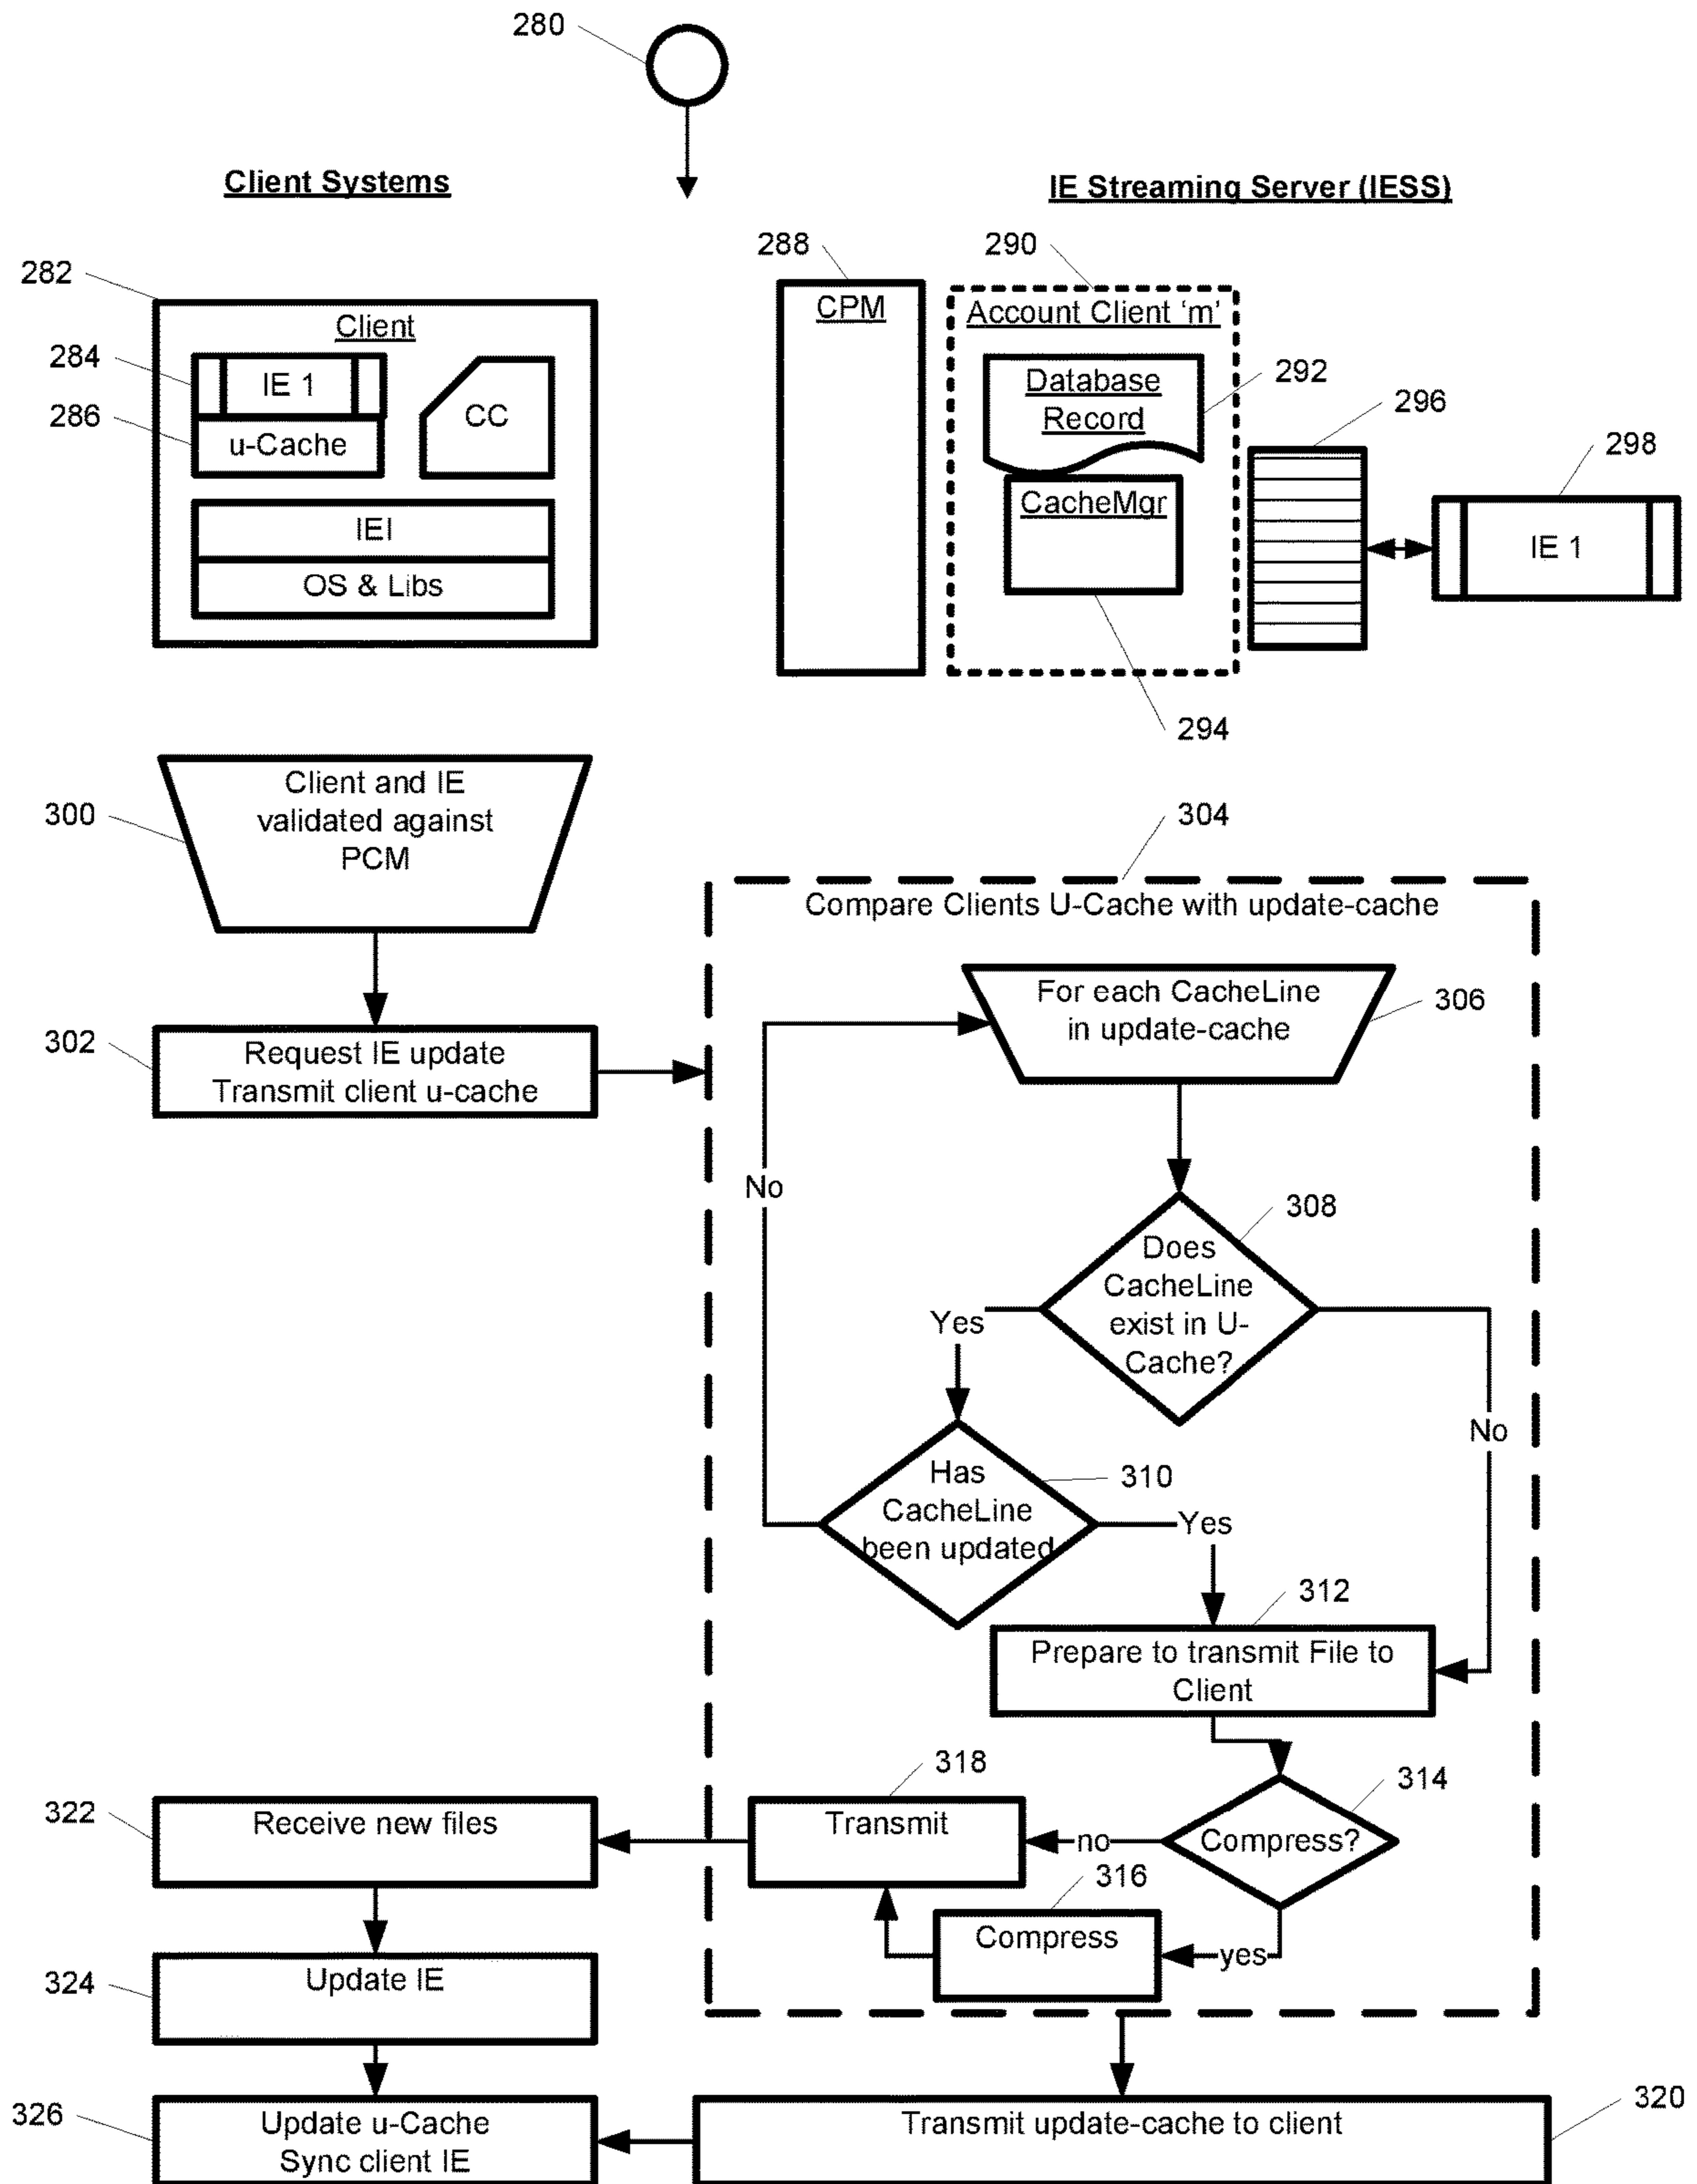 280
Client Systems
IE Streaming Server (IESS)
288
290
282
Client
CPM
Account Client ‘m’
284
IE 1
CC
Database
Record
292
296
286
u-Cache
298
CacheMgr
IEI
IE 1
OS & Libs
294
300
Client and IE
validated against
PCM
304
Compare Clients U-Cache with update-cache
For each CacheLine
in update-cache
306
302
Request IE update
Transmit client u-cache
No
308
Does
CacheLine
exist in U-
Cache?
Yes
No
Has
CacheLine
been updated
310
Yes
312
Prepare to transmit File to
Client
318
314
322
Receive new files
Transmit
no
Compress?
316
Compress
yes
324
Update IE
320
326
Update u-Cache
Sync client IE
Transmit update-cache to client